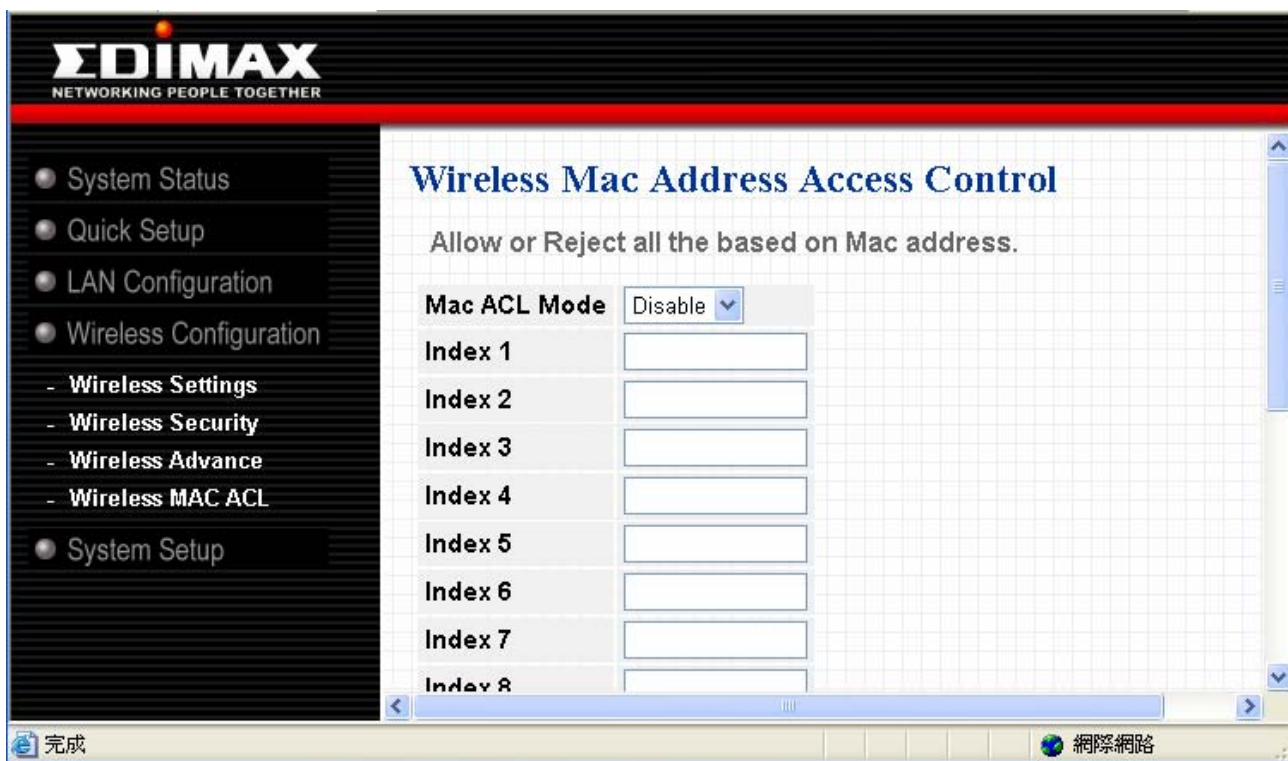 EDIMAX
NETWORKING PEOPLE TOGETHER
System Status
Quick Setup
LAN Configuration
Wireless Configuration
- Wireless Settings
- Wireless Security
- Wireless Advance
- Wireless MAC ACL
System Setup
Wireless Mac Address Access Control
Allow or Reject all the based on Mac address.
Mac ACL Mode Disable
Index 1
Index 2
Index 3
Index 4
Index 5
Index 6
Index 7
Index 8
完成 網際網路